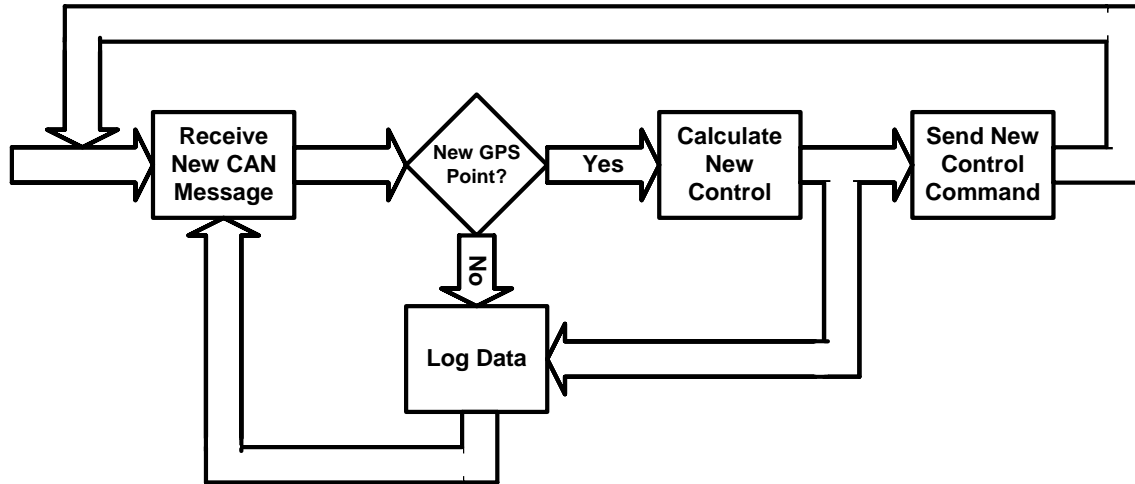 Receive
New CAN
Message
New GPS
Point?
Yes
Calculate
New
Control
Send New
Control
Command
No
Log Data